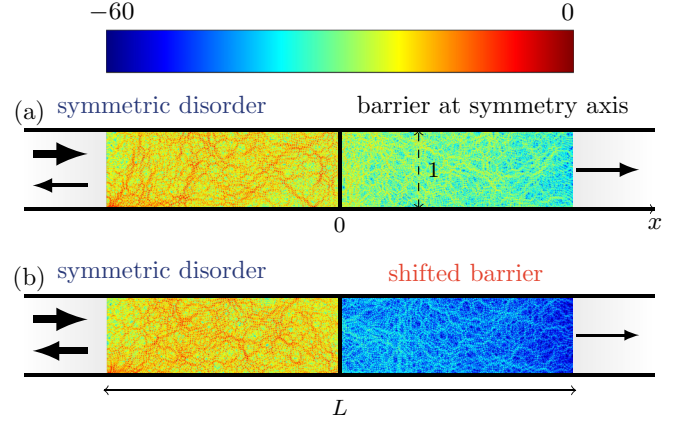 −60 0
(a) symmetric disorder barrier at symmetry axis
1
0 x
(b) symmetric disorder shifted barrier
L